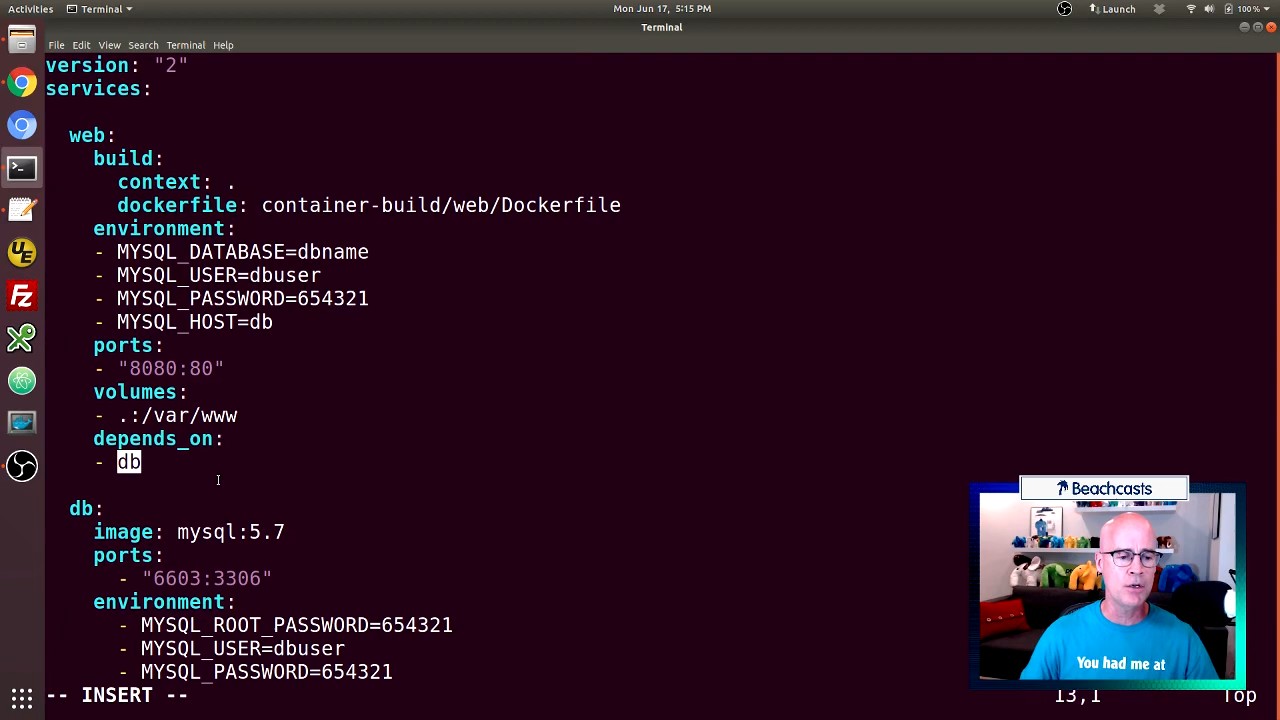 Activities
Terminal
Mon Jun 17, 5:15 PM
Launch
100%
Terminal
File Edit View Search Terminal Help
version: "2"
services:
web:
build:
context: .
dockerfile: container-build/web/Dockerfile
environment:
- MYSQL_DATABASE=dbname
- MYSQL_USER=dbuser
- MYSQL_PASSWORD=654321
- MYSQL_HOST=db
ports:
- "8080:80"
volumes:
- .:/var/www
depends_on:
- db
db:
image: mysql:5.7
ports:
- "6603:3306"
environment:
- MYSQL_ROOT_PASSWORD=654321
- MYSQL_USER=dbuser
- MYSQL_PASSWORD=654321
-- INSERT --
13,1
Top
Beachcasts
You had me at
UE
Fz